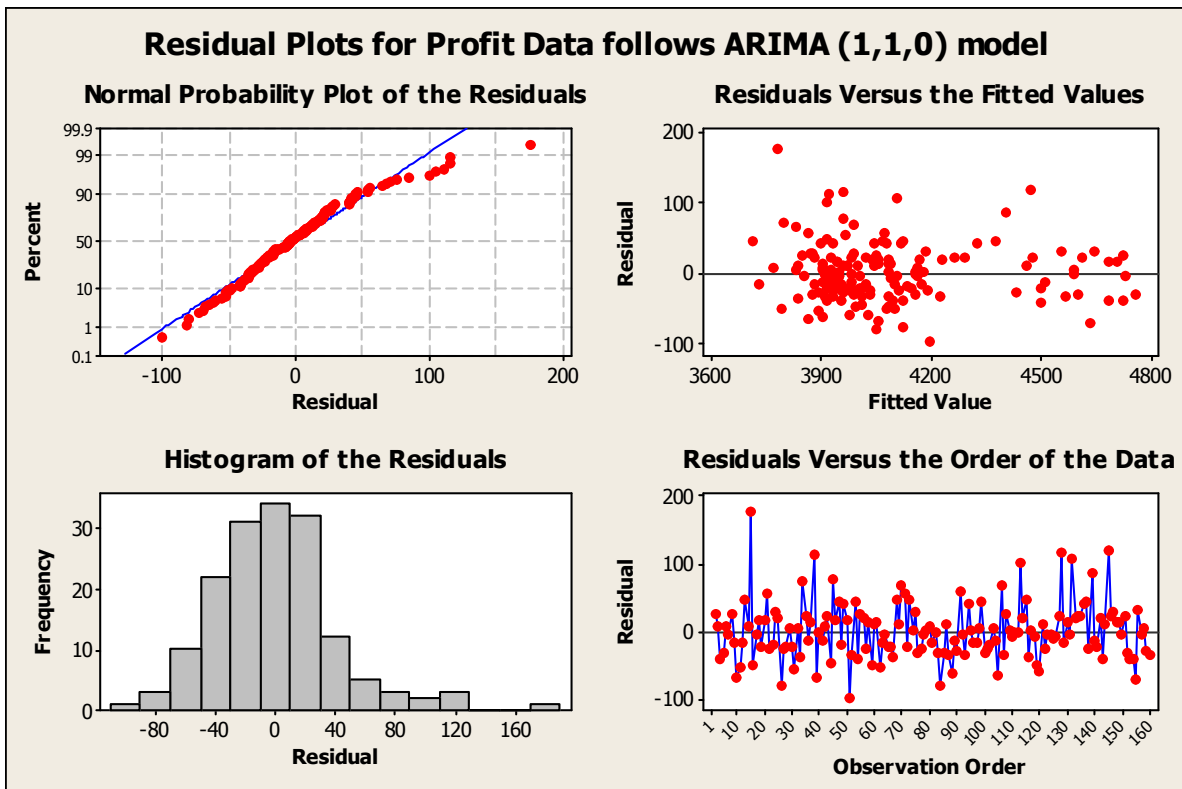 Residual Plots for Profit Data follows ARIMA (1,1,0) model
Normal Probability Plot of the Residuals
99.9
99
90
50
10
1
0.1
Percent
-100 0 100 200
Residual
Residuals Versus the Fitted Values
200
100
0
-100
Residual
3600 3900 4200 4500 4800
Fitted Value
Histogram of the Residuals
30
20
10
0
Frequency
-80 -40 0 40 80 120 160
Residual
Residuals Versus the Order of the Data
200
100
0
-100
Residual
1 10 20 30 40 50 60 70 80 90 100 110 120 130 140 150 160
Observation Order